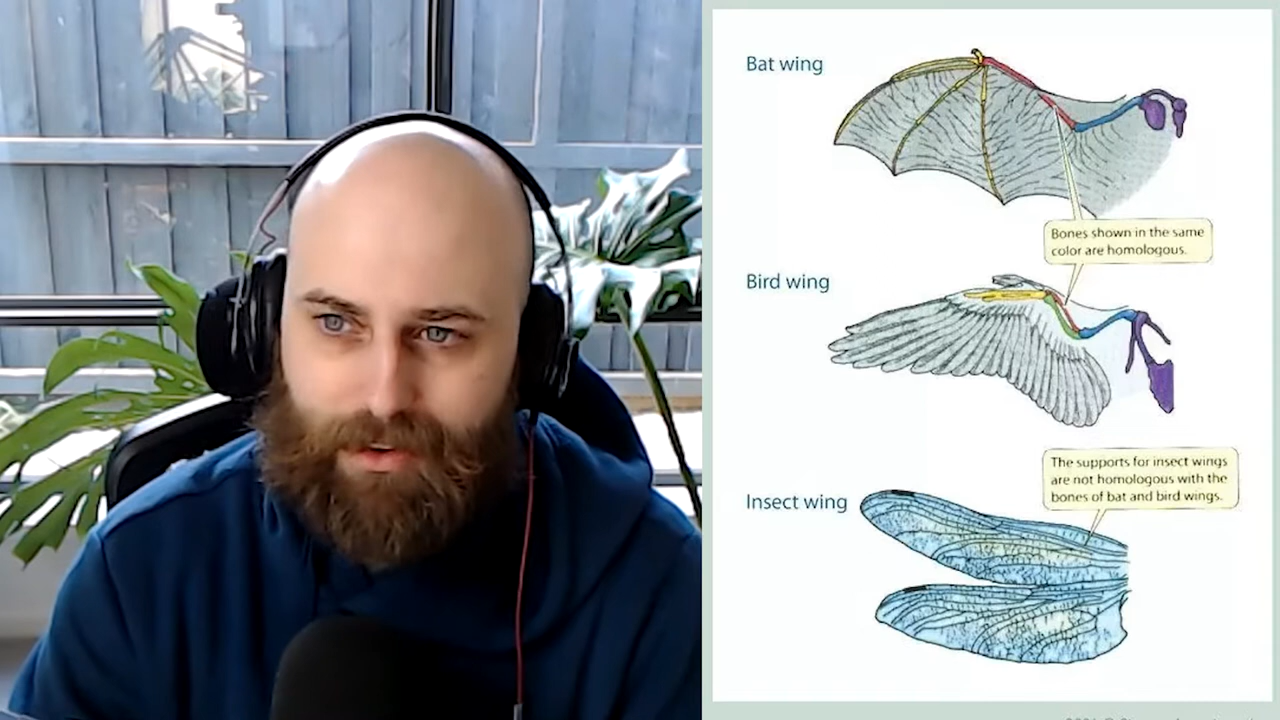 Bat wing
Bones shown in the same
color are homologous.
Bird wing
The supports for insect wings
are not homologous with the
bones of bat and bird wings.
Insect wing